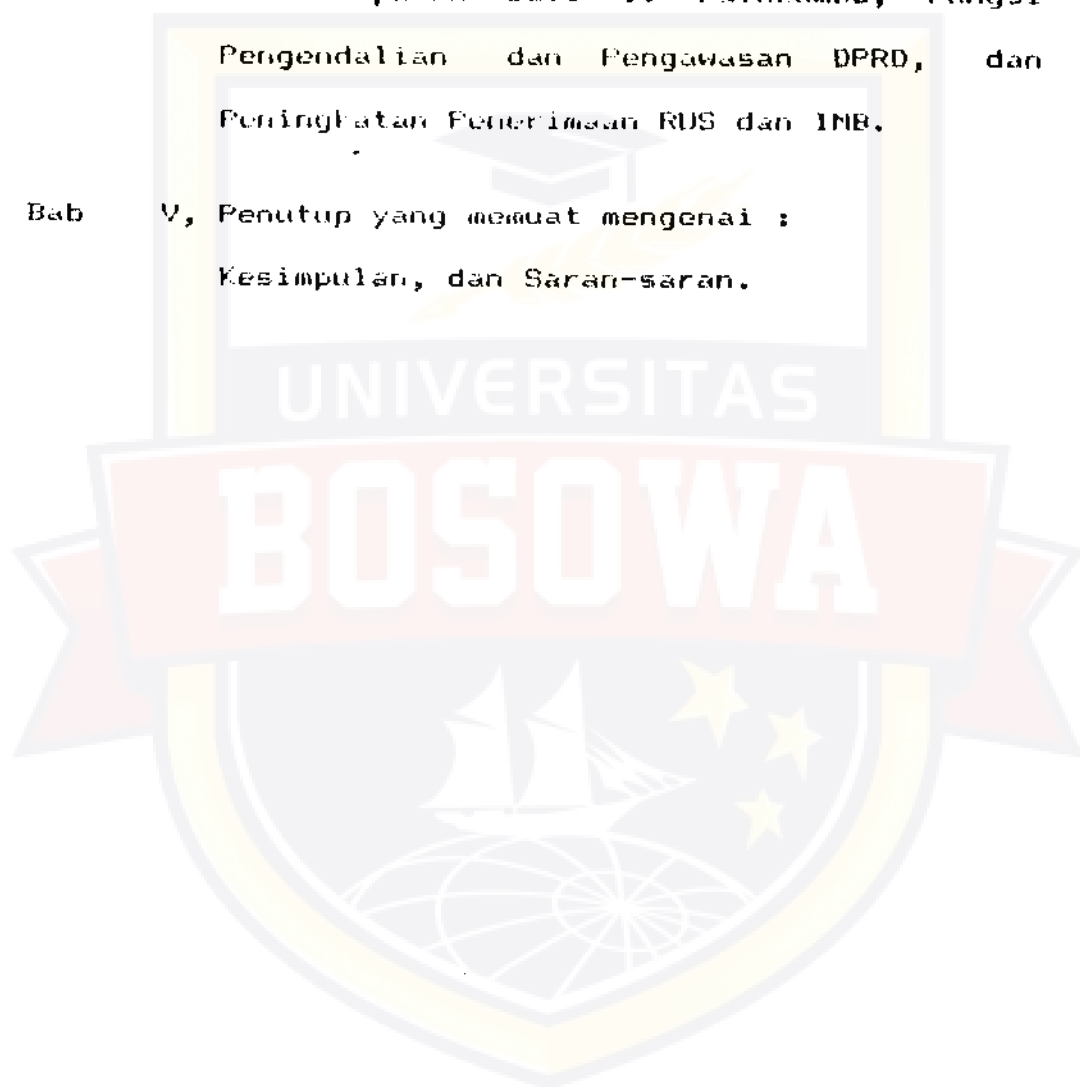 Pengendalian dan Pengawasan DPRD, dan
Peningkatan Penerimaan RUS dan INB.
Bab V, Penutup yang memuat mengenai :
Kesimpulan, dan Saran-saran.
UNIVERSITAS
BOSOWA